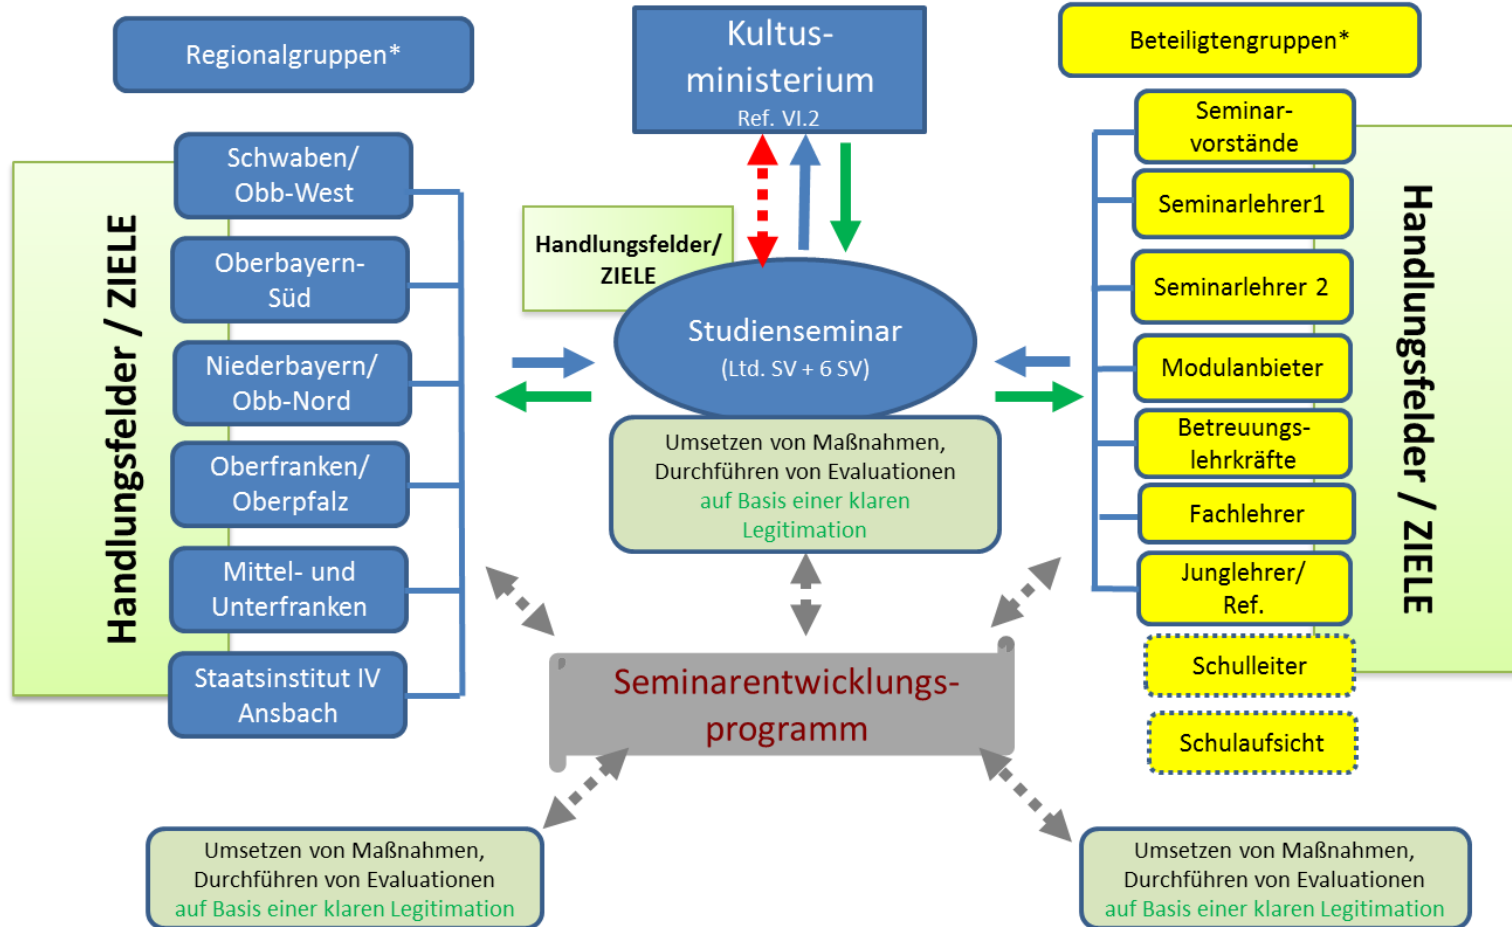 Regionalgruppen*
Kultus-
ministerium
Ref. VI.2
Beteiligtengruppen*
Handlungsfelder / ZIELE
Schwaben/
Obb-West
Oberbayern-
Süd
Niederbayern/
Obb-Nord
Oberfranken/
Oberpfalz
Mittel- und
Unterfranken
Staatsinstitut IV
Ansbach
Handlungsfelder/
ZIELE
Studienseminar
(Ltd. SV + 6 SV)
Umsetzen von Maßnahmen,
Durchführen von Evaluationen
auf Basis einer klaren
Legitimation
Seminar-
vorstände
Seminarlehrer1
Seminarlehrer 2
Modulanbieter
Betreuungs-
lehrkräfte
Fachlehrer
Junglehrer/
Ref.
Schulleiter
Schulaufsicht
Handlungsfelder / ZIELE
Seminarentwicklungs-
programm
Umsetzen von Maßnahmen,
Durchführen von Evaluationen
auf Basis einer klaren Legitimation
Umsetzen von Maßnahmen,
Durchführen von Evaluationen
auf Basis einer klaren Legitimation